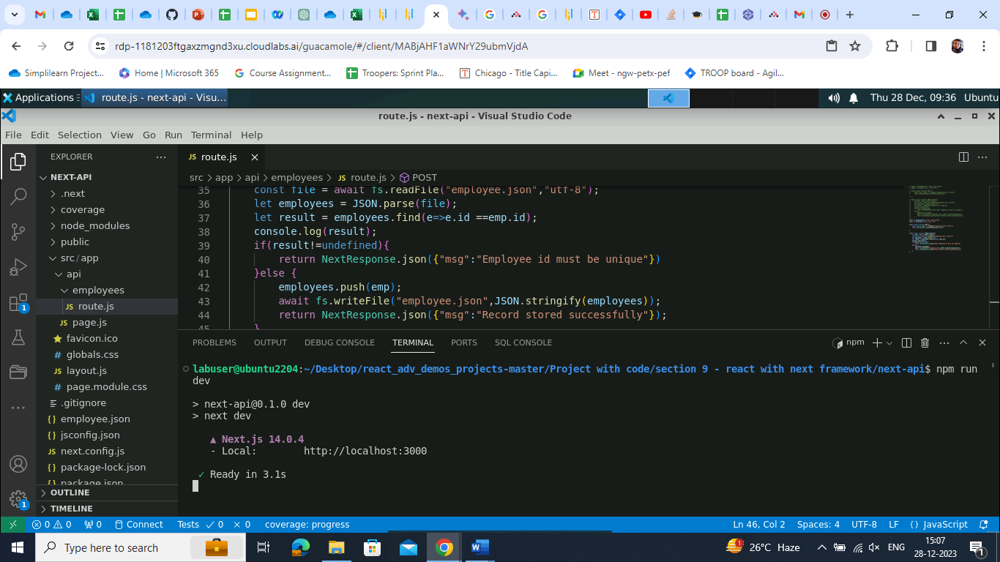 rdp-1181203ftgaxzmgnd3xu.cloudlabs.ai/guacamole/#/client/MABjAHF1aWNrY29ubmVjdA
Simplilearn Project... Home | Microsoft 365 Course Assignment... Troopers: Sprint Pla... Chicago - Title Capi... Meet - ngw-petx-pef TROOP board - Agil...
Applications route.js - next-api - Visu... Thu 28 Dec, 09:36 Ubuntu
route.js - next-api - Visual Studio Code
File Edit Selection View Go Run Terminal Help
EXPLORER
NEXT-API
.next
coverage
node_modules
public
src/app
api
employees
route.js
page.js
favicon.ico
globals.css
layout.js
page.module.css
.gitignore
employee.json
jsconfig.json
next.config.js
package-lock.json
package.json
OUTLINE
TIMELINE
1
1
JS route.js
src > app > api > employees > JS route.js > POST
35 const file = await fs.readFile("employee.json","utf-8");
36 let employees = JSON.parse(file);
37 let result = employees.find(e=>e.id ==emp.id);
38 console.log(result);
39 if(result!=undefined){
40 return NextResponse.json({"msg":"Employee id must be unique"})
41 }else {
42 employees.push(emp);
43 await fs.writeFile("employee.json",JSON.stringify(employees));
44 return NextResponse.json({"msg":"Record stored successfully"});
45 }
PROBLEMS OUTPUT DEBUG CONSOLE TERMINAL PORTS SQL CONSOLE npm
labuser@ubuntu2204:~/Desktop/react_adv_demos_projects-master/Project with code/section 9 - react with next framework/next-api$ npm run
dev
> next-api@0.1.0 dev
> next dev
▲ Next.js 14.0.4
- Local: http://localhost:3000
✓ Ready in 3.1s
0 0 0 Connect Tests 0 0 coverage: progress Ln 46, Col 2 Spaces: 4 UTF-8 LF {} JavaScript
Type here to search 26°C Haze ENG 15:07
28-12-2023